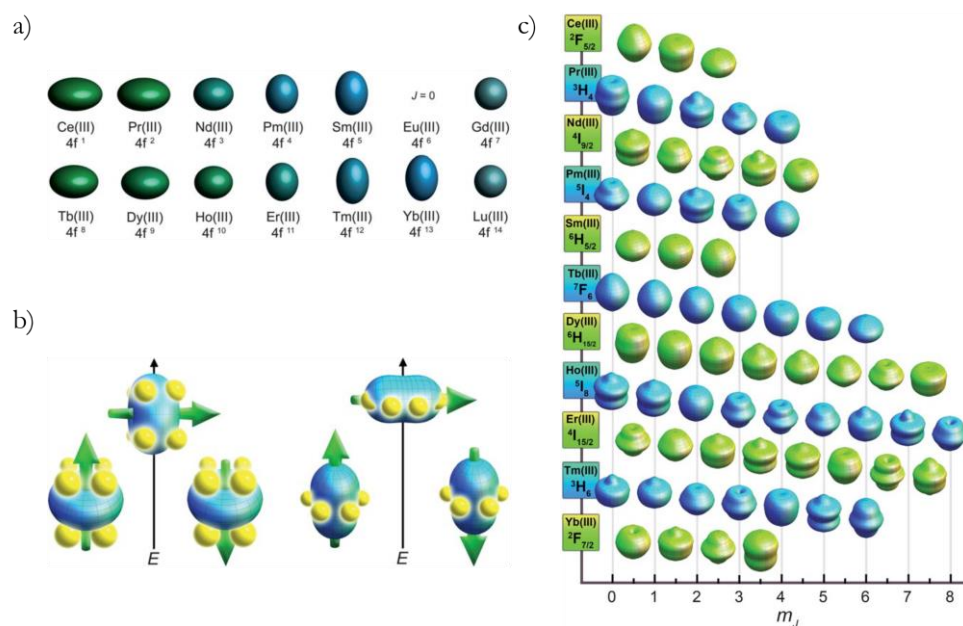 a)
J = 0
Ce(III) Pr(III) Nd(III) Pm(III) Sm(III) Eu(III) Gd(III)
4f 1 4f 2 4f 3 4f 4 4f 5 4f 6 4f 7
Tb(III) Dy(III) Ho(III) Er(III) Tm(III) Yb(III) Lu(III)
4f 8 4f 9 4f 10 4f 11 4f 12 4f 13 4f 14
b)
E E
c)
Ce(III)
2F5/2
Pr(III)
3H4
Nd(III)
4I9/2
Pm(III)
5I4
Sm(III)
6H5/2
Tb(III)
7F6
Dy(III)
6H15/2
Ho(III)
5I8
Er(III)
4I15/2
Tm(III)
3H6
Yb(III)
2F7/2
0 1 2 3 4 5 6 7 8
mJ